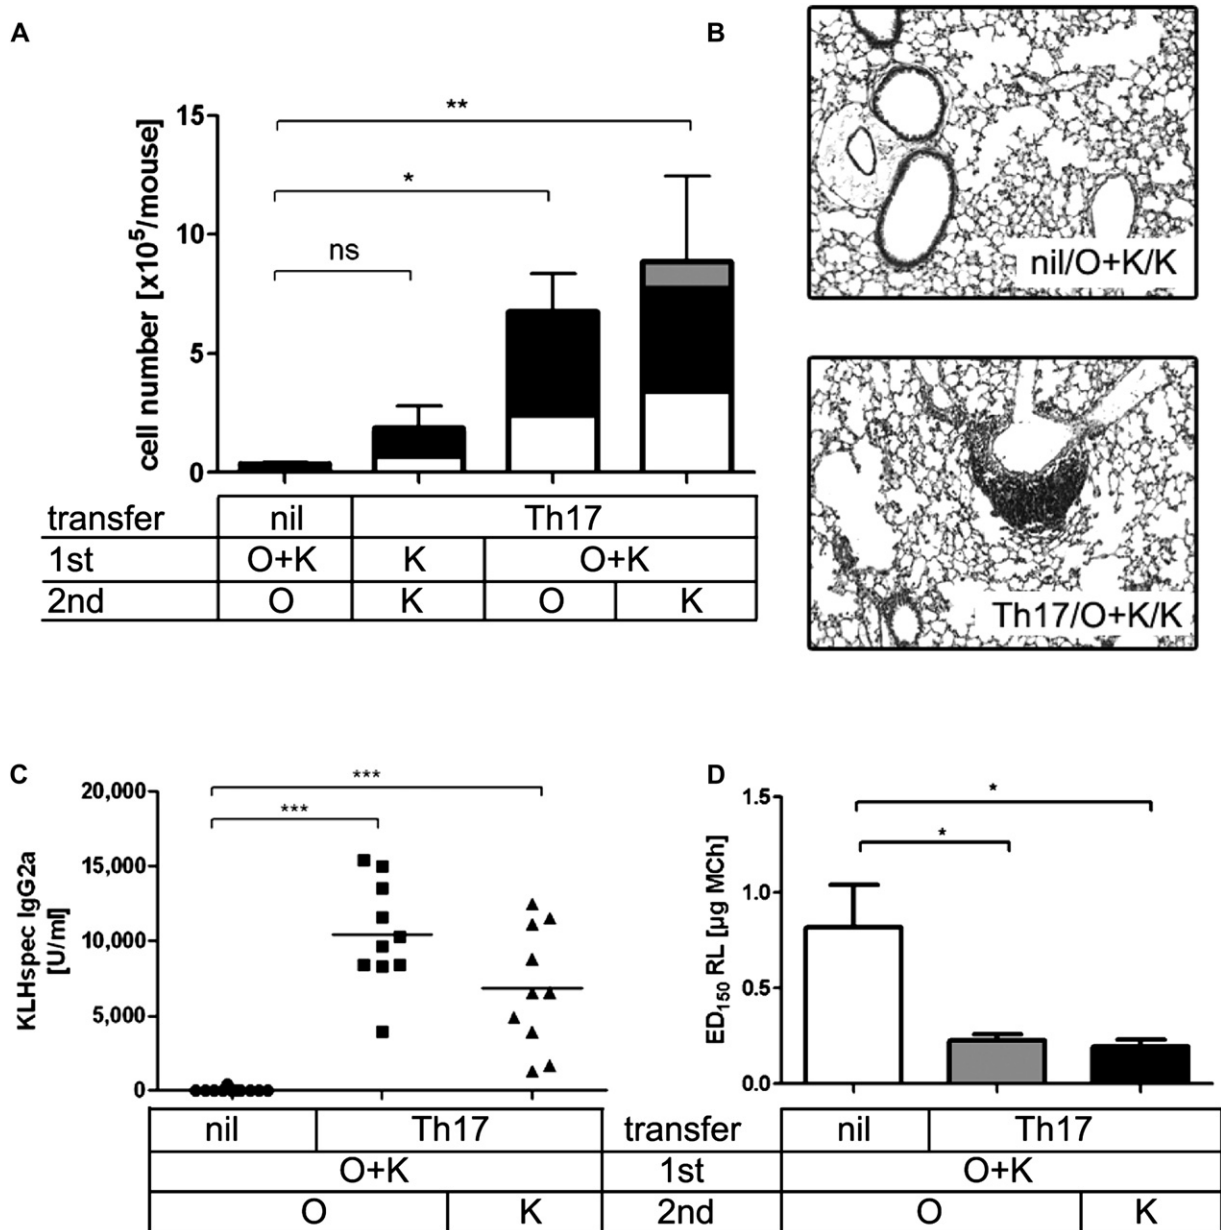 A
B
cell number [x10⁵/mouse]
15
10
5
0
**
*
ns
transfer nil Th17
1st O+K K O+K
2nd O K O K
nil/O+K/K
Th17/O+K/K
C
KLHspec IgG2a
[U/ml]
20,000
15,000
10,000
5,000
0
***
***
D
ED₁₅₀ RL [µg MCh]
1.5
1.0
0.5
0.0
*
*
nil Th17 transfer nil Th17
O+K 1st O+K
O K 2nd O K